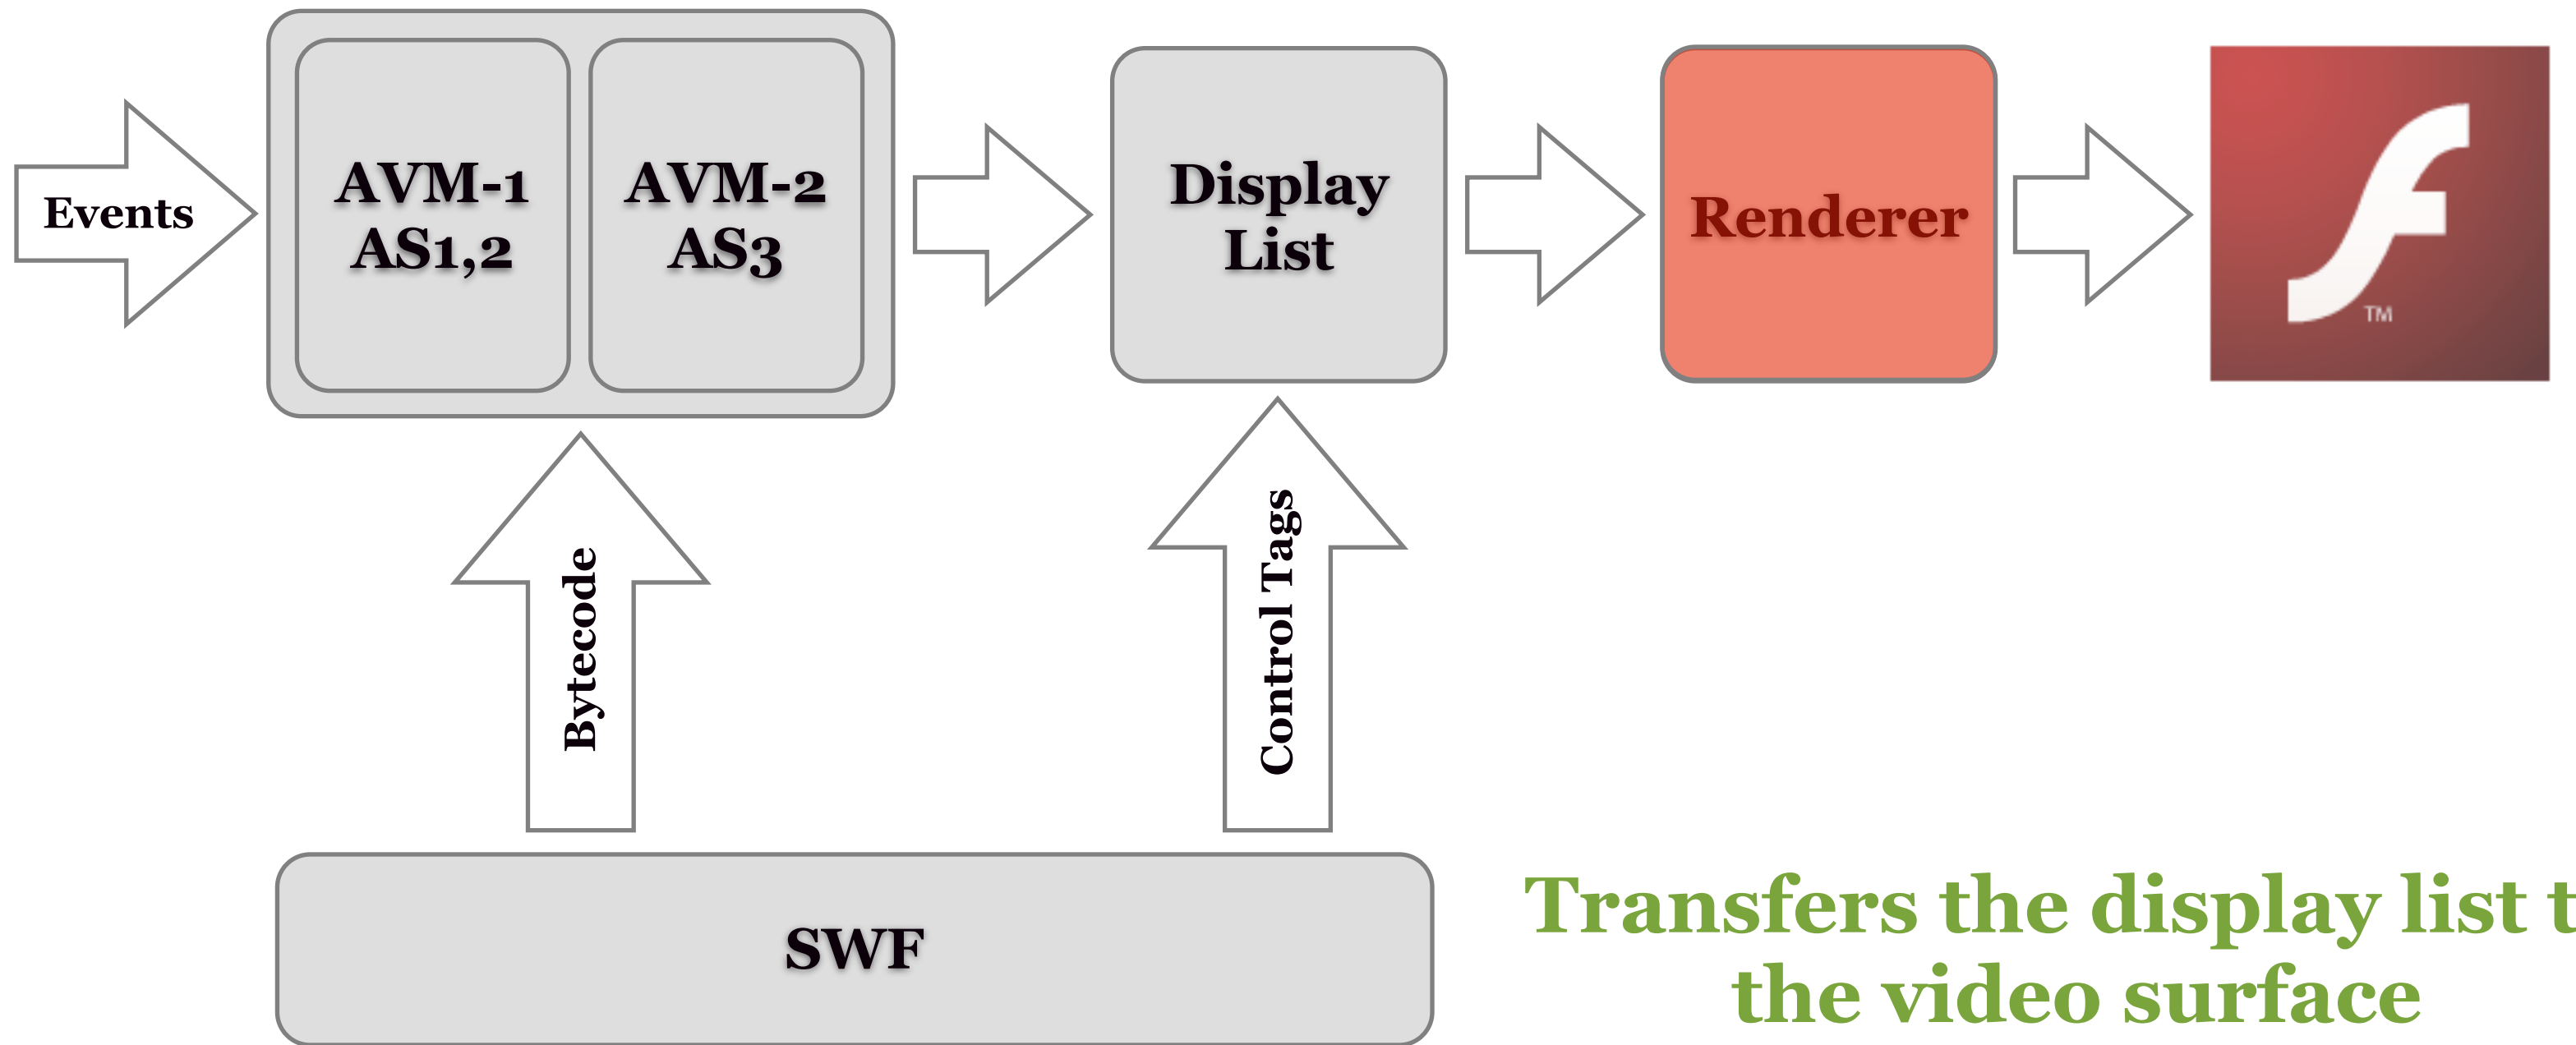 Events
AVM-1
AS1,2
AVM-2
AS3
Display
List
Renderer
TM
Bytecode
Control Tags
SWF
Transfers the display list t
the video surface